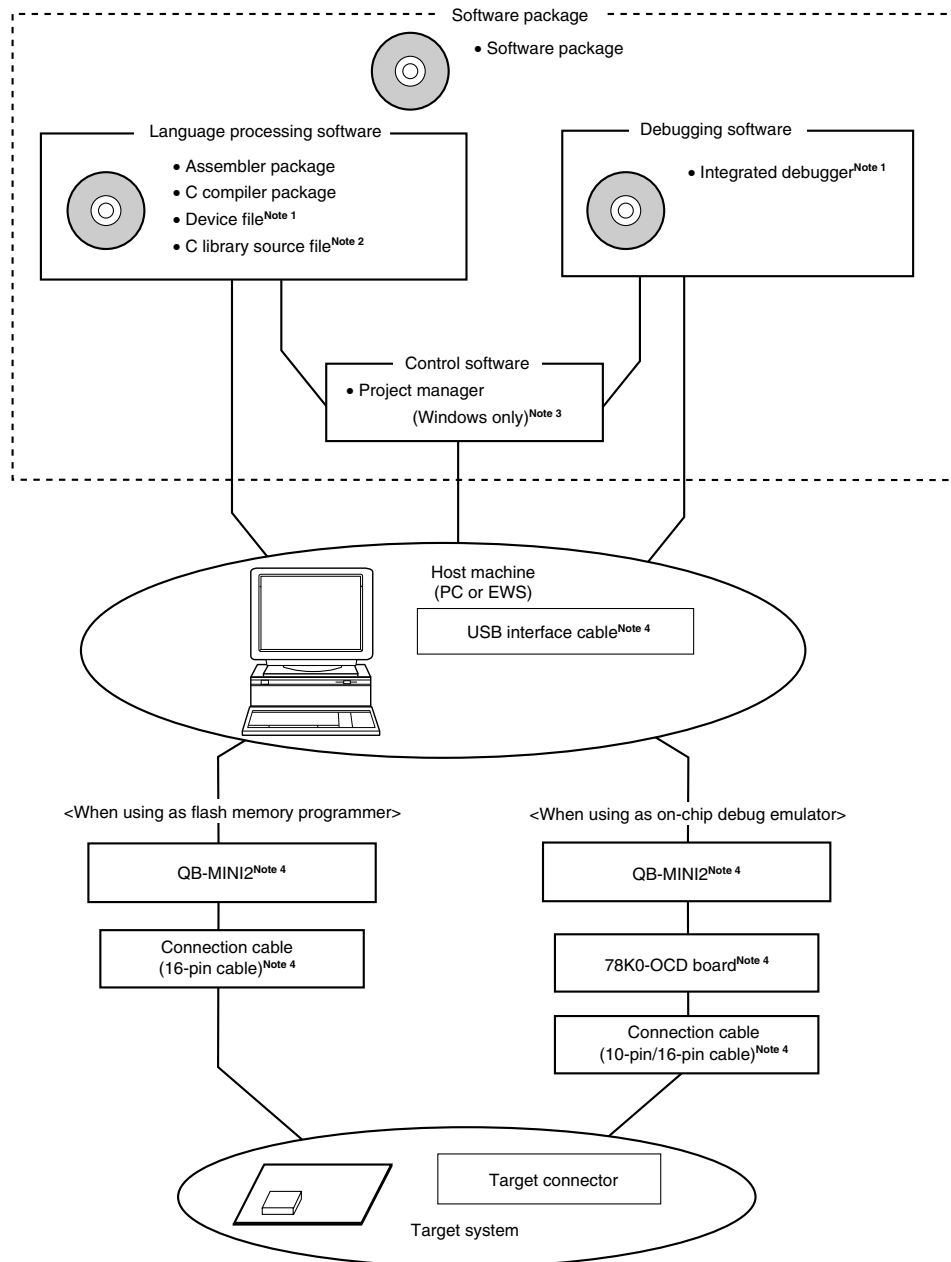 Software package
• Software package
Language processing software
• Assembler package
• C compiler package
• Device fileNote 1
• C library source fileNote 2
Debugging software
• Integrated debuggerNote 1
Control software
• Project manager
(Windows only)Note 3
Host machine
(PC or EWS)
USB interface cableNote 4
<When using as flash memory programmer>
QB-MINI2Note 4
Connection cable
(16-pin cable)Note 4
<When using as on-chip debug emulator>
QB-MINI2Note 4
78K0-OCD boardNote 4
Connection cable
(10-pin/16-pin cable)Note 4
Target connector
Target system